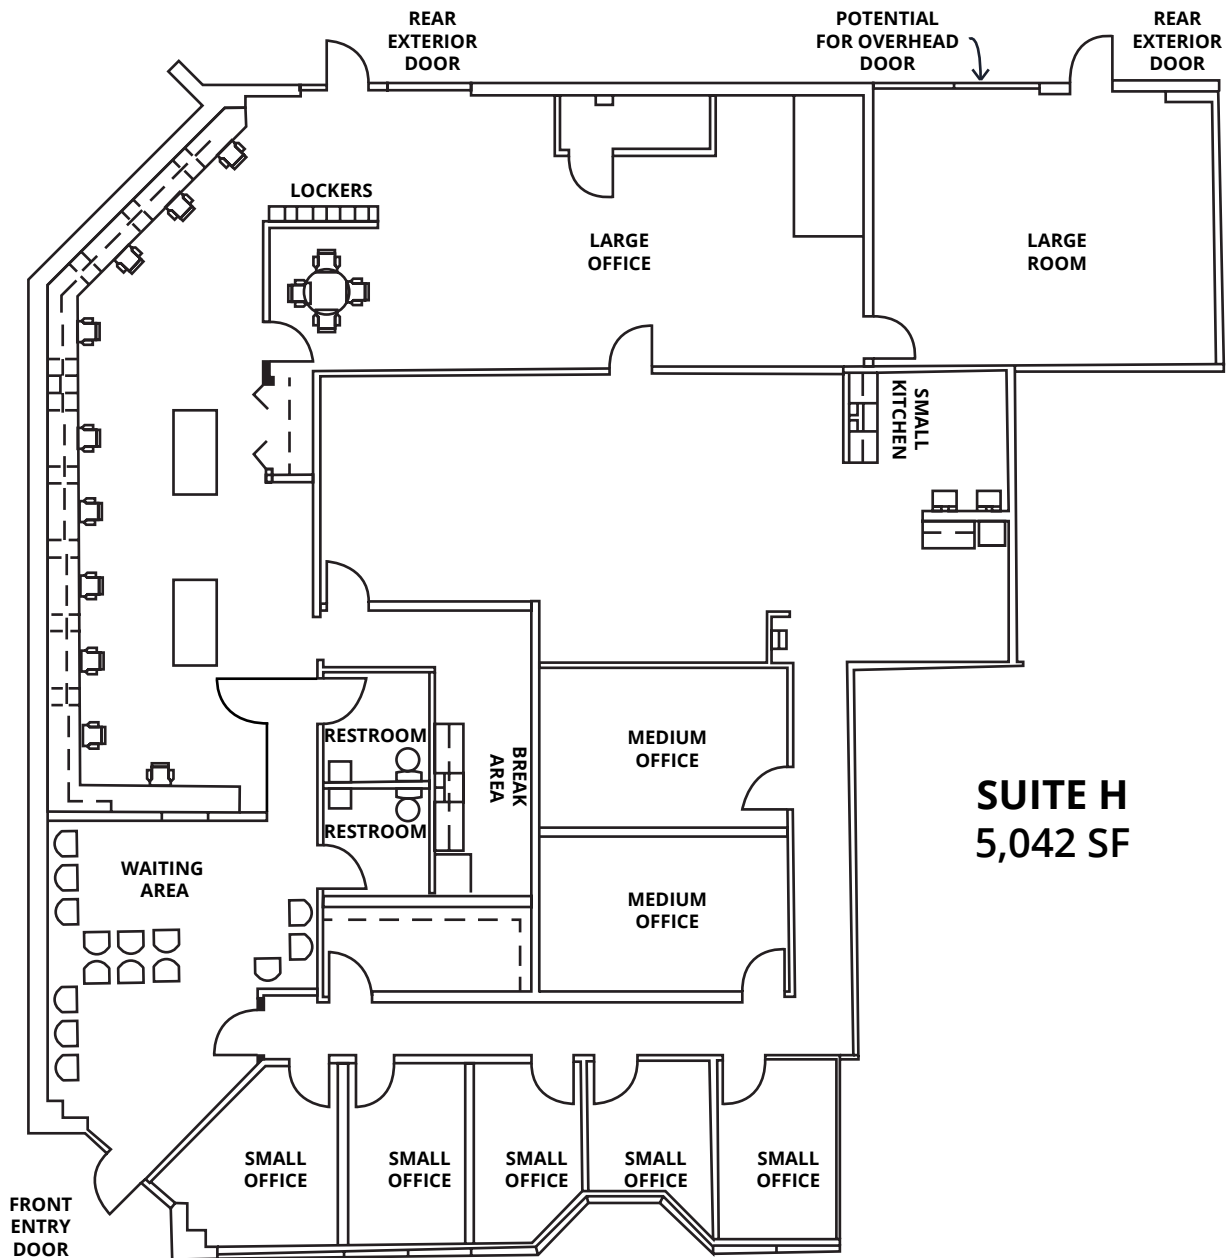 REAR
EXTERIOR
DOOR
POTENTIAL
FOR OVERHEAD
DOOR
REAR
EXTERIOR
DOOR
LOCKERS
LARGE
OFFICE
LARGE
ROOM
SMALL
KITCHEN
RESTROOM
RESTROOM
BREAK
AREA
MEDIUM
OFFICE
SUITE H
5,042 SF
WAITING
AREA
MEDIUM
OFFICE
SMALL
OFFICE
SMALL
OFFICE
SMALL
OFFICE
SMALL
OFFICE
SMALL
OFFICE
FRONT
ENTRY
DOOR